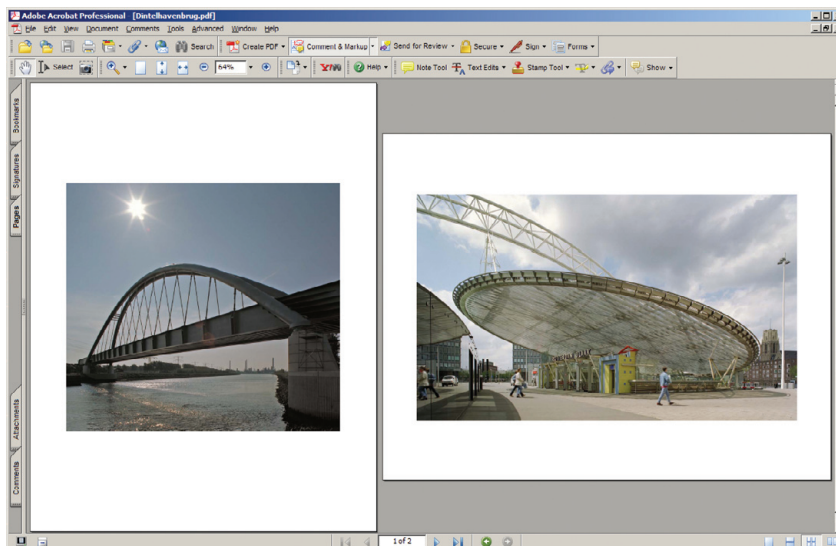 Adobe Acrobat Professional - [Dintelhavenbrug.pdf]
File Edit View Document Comments Tools Advanced Window Help
Search Create PDF Comment & Markup Send for Review Secure Sign Forms
Select 64% Y! Help Note Tool Text Edits Stamp Tool Show
Bookmarks
Signatures
Pages
Attachments
Comments
1 of 2